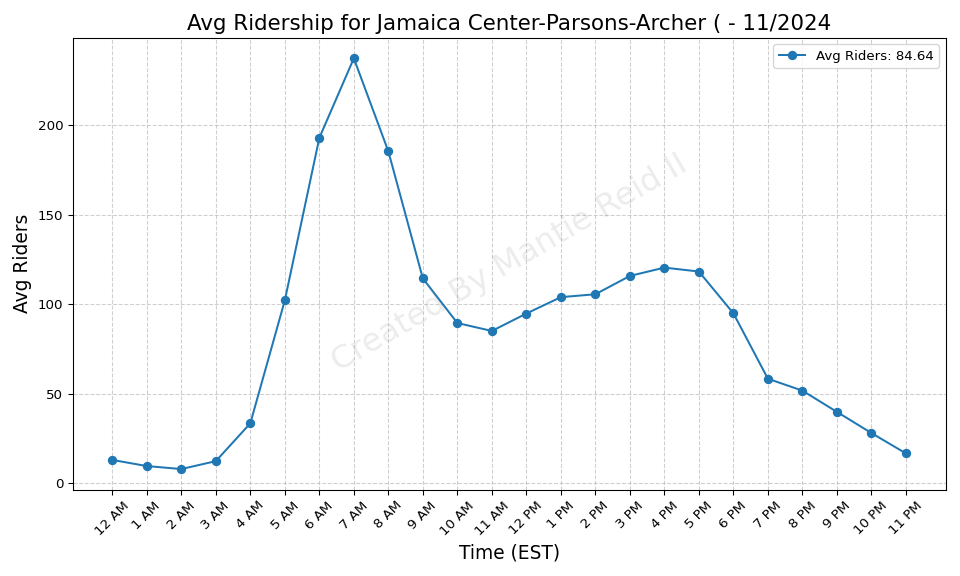 Avg Ridership for Jamaica Center-Parsons-Archer ( - 11/2024
Avg Riders: 84.64
Avg Riders
200
150
100
50
0
Created By Mantle Reid II
12 AM
1 AM
2 AM
3 AM
4 AM
5 AM
6 AM
7 AM
8 AM
9 AM
10 AM
11 AM
12 PM
1 PM
2 PM
3 PM
4 PM
5 PM
6 PM
7 PM
8 PM
9 PM
10 PM
11 PM
Time (EST)